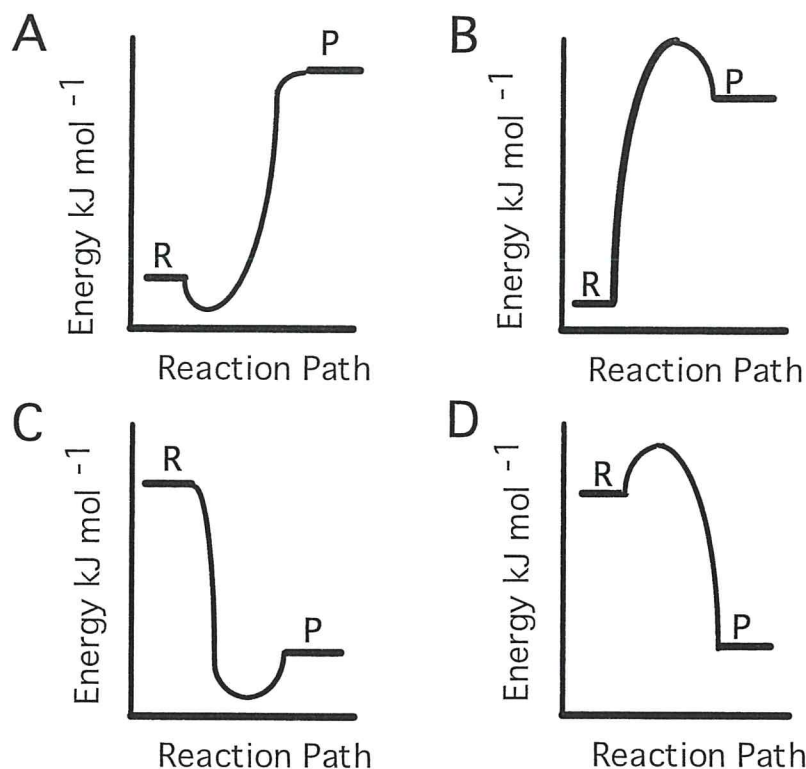 A
P
R
Energy kJ mol -1
Reaction Path
B
P
R
Energy kJ mol -1
Reaction Path
C
R
P
Energy kJ mol -1
Reaction Path
D
R
P
Energy kJ mol -1
Reaction Path